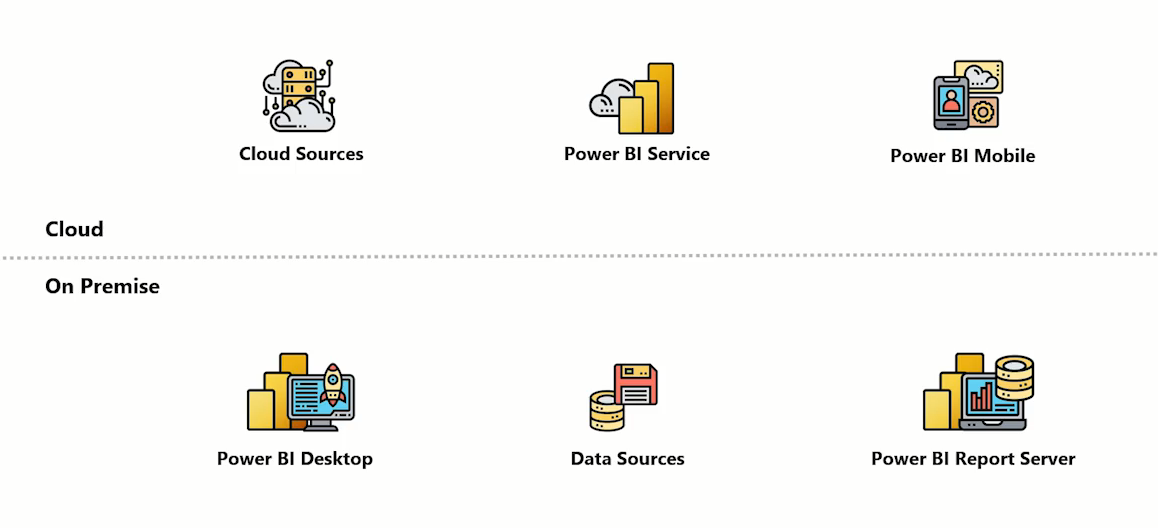 Cloud Sources
Power BI Service
Power BI Mobile
Cloud
On Premise
Power BI Desktop
Data Sources
Power BI Report Server